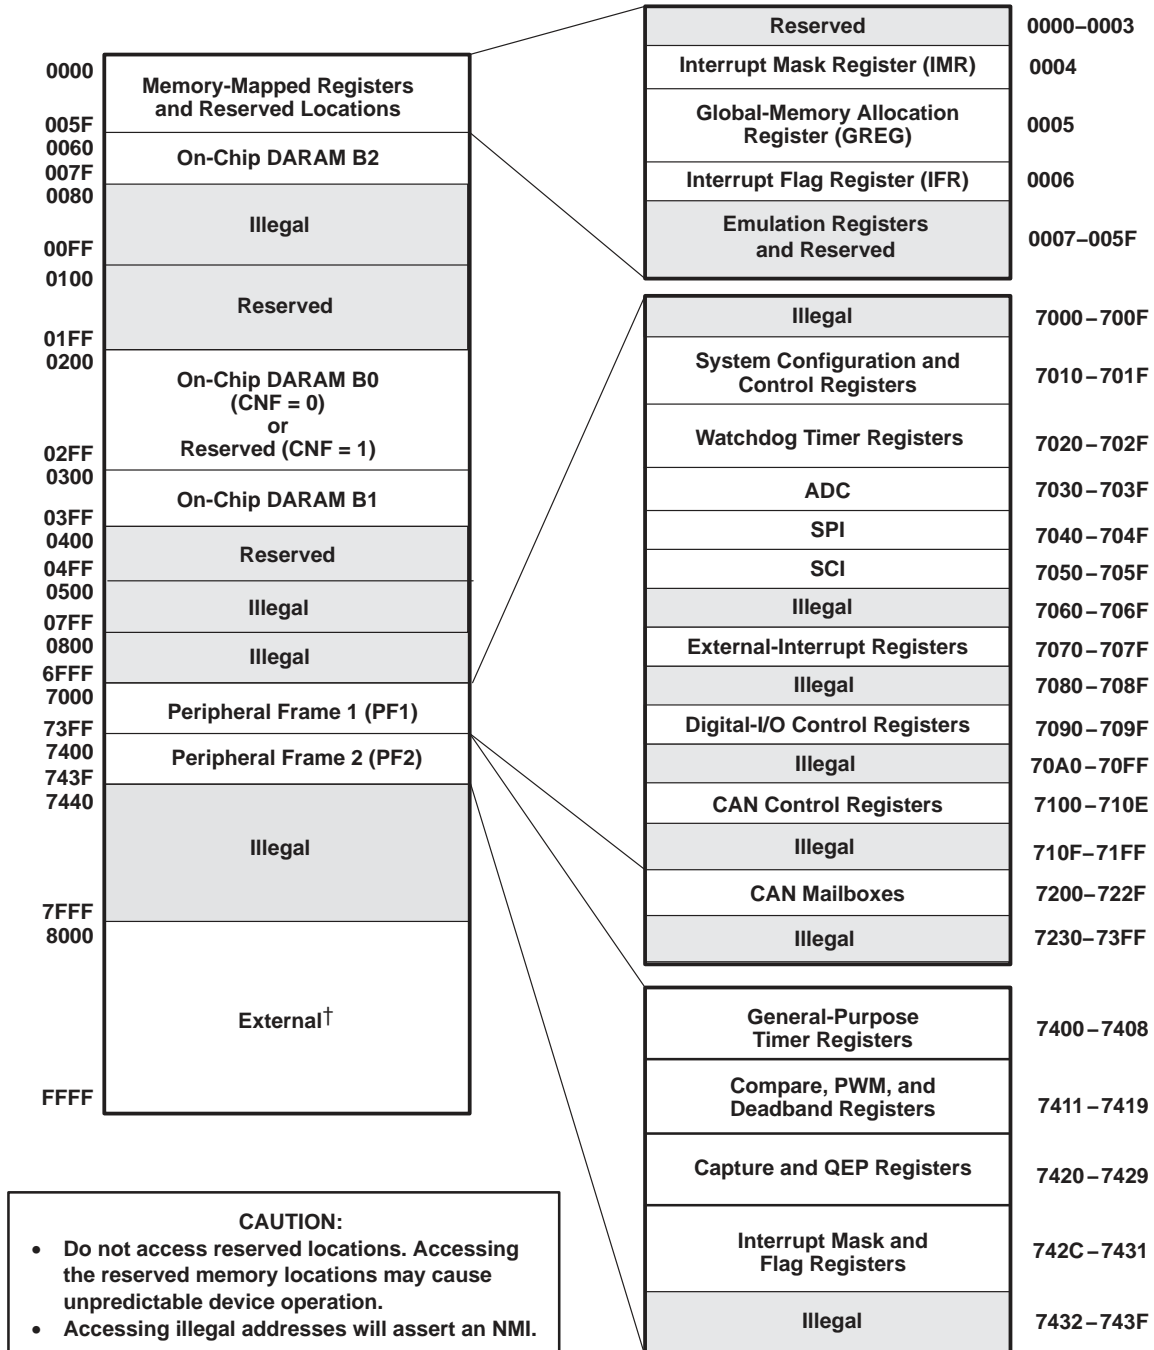 0000
Memory-Mapped Registers
and Reserved Locations
005F
0060
On-Chip DARAM B2
007F
0080
Illegal
00FF
0100
Reserved
01FF
0200
On-Chip DARAM B0
(CNF = 0)
or
Reserved (CNF = 1)
02FF
0300
On-Chip DARAM B1
03FF
0400
Reserved
04FF
0500
Illegal
07FF
0800
Illegal
6FFF
7000
Peripheral Frame 1 (PF1)
73FF
7400
Peripheral Frame 2 (PF2)
743F
7440
Illegal
7FFF
8000
External†
FFFF
Reserved 0000–0003
Interrupt Mask Register (IMR) 0004
Global-Memory Allocation
Register (GREG) 0005
Interrupt Flag Register (IFR) 0006
Emulation Registers
and Reserved 0007–005F
Illegal 7000–700F
System Configuration and
Control Registers 7010–701F
Watchdog Timer Registers 7020–702F
ADC 7030–703F
SPI 7040–704F
SCI 7050–705F
Illegal 7060–706F
External-Interrupt Registers 7070–707F
Illegal 7080–708F
Digital-I/O Control Registers 7090–709F
Illegal 70A0–70FF
CAN Control Registers 7100–710E
Illegal 710F–71FF
CAN Mailboxes 7200–722F
Illegal 7230–73FF
General-Purpose
Timer Registers 7400–7408
Compare, PWM, and
Deadband Registers 7411–7419
Capture and QEP Registers 7420–7429
Interrupt Mask and
Flag Registers 742C–7431
Illegal 7432–743F
CAUTION:
• Do not access reserved locations. Accessing
the reserved memory locations may cause
unpredictable device operation.
• Accessing illegal addresses will assert an NMI.